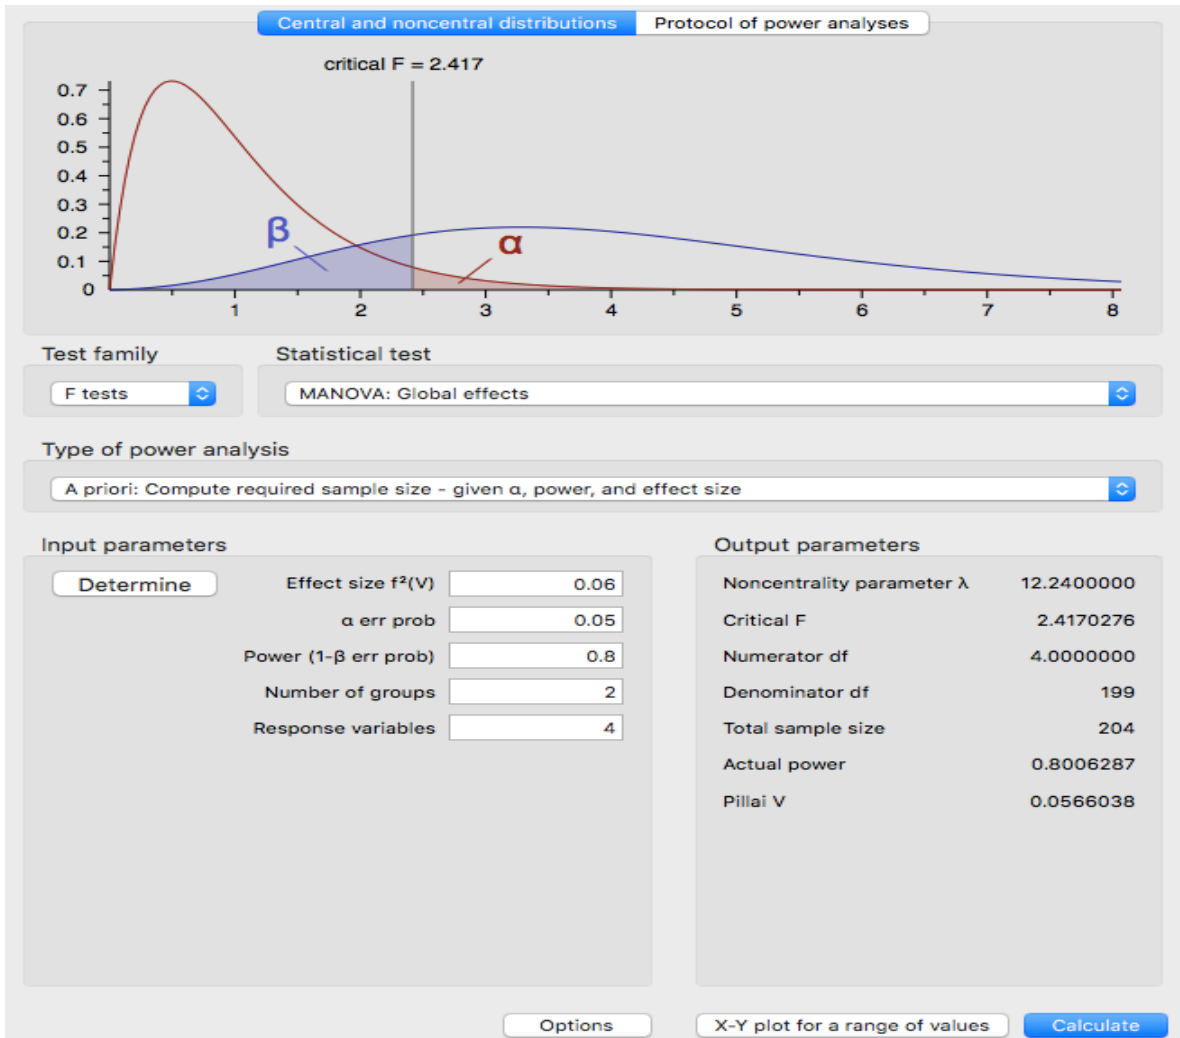 Central and noncentral distributions Protocol of power analyses
critical F = 2.417
0.7
0.6
0.5
0.4
0.3
0.2
0.1
0
β
α
1 2 3 4 5 6 7 8
Test family Statistical test
F tests MANOVA: Global effects
Type of power analysis
A priori: Compute required sample size - given α, power, and effect size
Input parameters
Determine Effect size f²(V) 0.06
α err prob 0.05
Power (1-β err prob) 0.8
Number of groups 2
Response variables 4
Output parameters
Noncentrality parameter λ 12.2400000
Critical F 2.4170276
Numerator df 4.0000000
Denominator df 199
Total sample size 204
Actual power 0.8006287
Pillai V 0.0566038
Options X-Y plot for a range of values Calculate